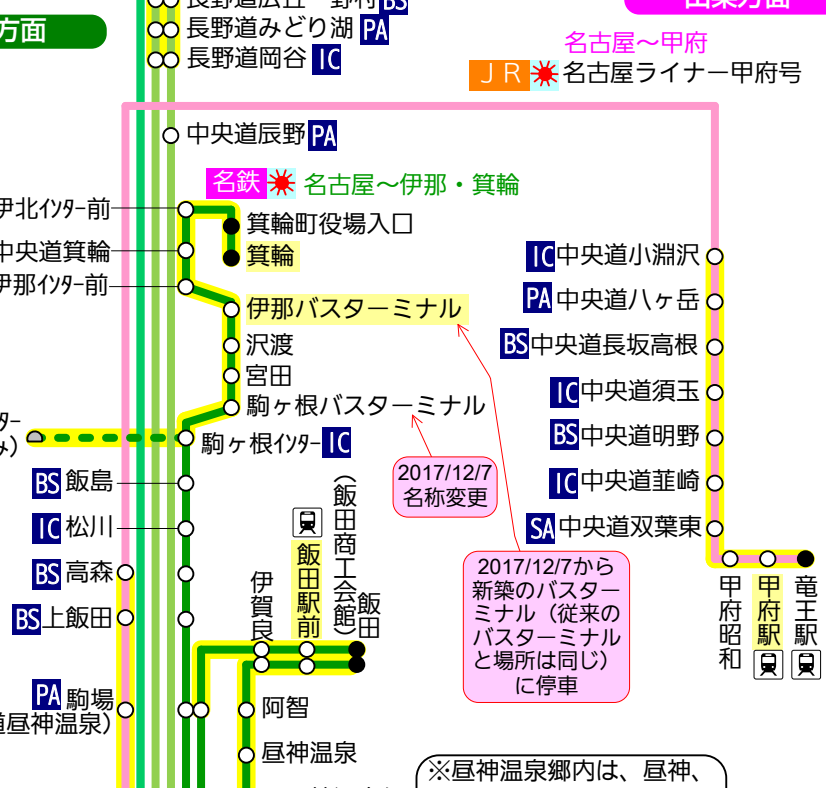 長野道みどり湖 PA
長野道岡谷 IC
方面
名古屋～甲府
ＪＲ 名古屋ライナー甲府号
中央道辰野 PA
名鉄 名古屋～伊那・箕輪
伊北ｲﾝﾀｰ前
箕輪町役場入口
中央道箕輪
箕輪
伊那ｲﾝﾀｰ前
伊那バスターミナル
沢渡
宮田
駒ヶ根バスターミナル
駒ヶ根ｲﾝﾀｰ IC
IC 中央道小淵沢
PA 中央道八ヶ岳
BS 中央道長坂高根
IC 中央道須玉
BS 中央道明野
IC 中央道韮崎
SA 中央道双葉東
甲府昭和
甲府駅
竜王駅
2017/12/7
名称変更
2017/12/7から
新築のバスター
ミナル（従来の
バスターミナル
と場所は同じ）
に停車
BS 飯島
IC 松川
BS 高森
BS 上飯田
PA 駒場
昼神温泉）
伊賀良
飯田駅前
（飯田商工会館）
飯田
阿智
昼神温泉
※昼神温泉郷内は、昼神、